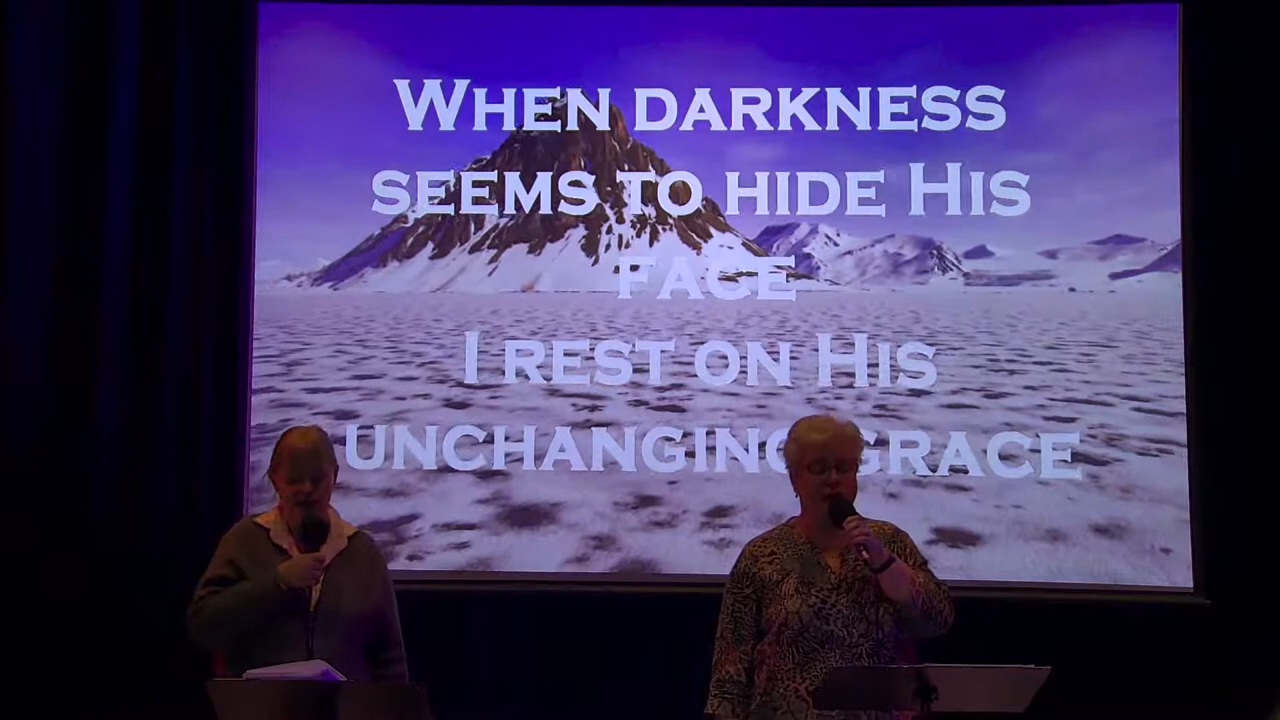 When darkness
seems to hide His
face
I rest on His
unchanging grace